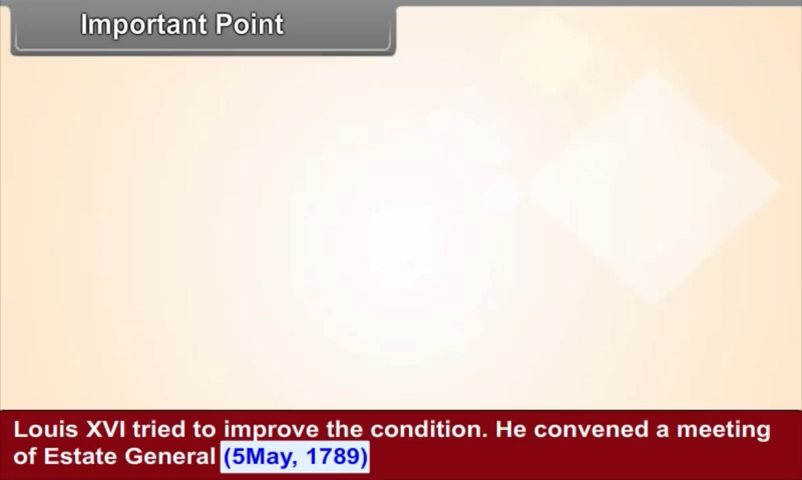 Important Point
Louis XVI tried to improve the condition. He convened a meeting
of Estate General (5May, 1789)